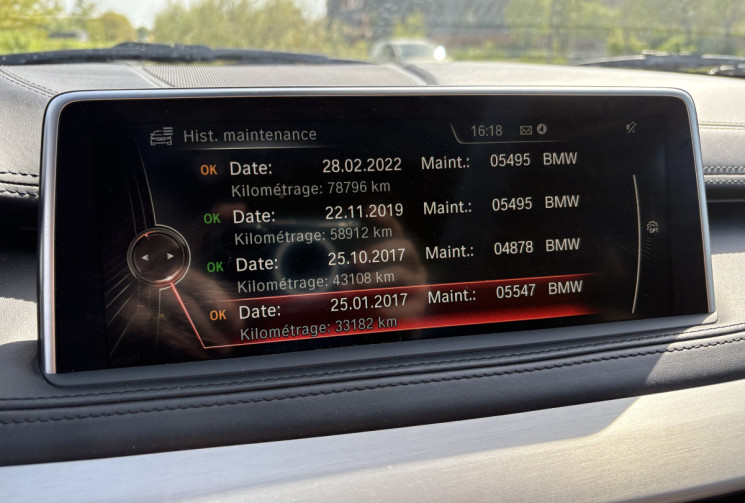 Hist. maintenance 16:18 4
OK Date: 28.02.2022 Maint.: 05495 BMW
Kilométrage: 78796 km
OK Date: 22.11.2019 Maint.: 05495 BMW
Kilométrage: 58912 km
OK Date: 25.10.2017 Maint.: 04878 BMW
Kilométrage: 43108 km
OK Date: 25.01.2017 Maint.: 05547 BMW
Kilométrage: 33182 km